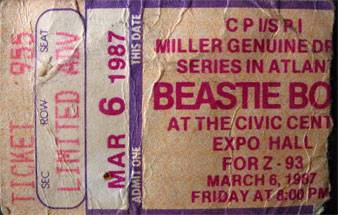 TICKET 955
SEC ROW SEAT
LIMITED ADV
MAR 6 1987
ADMIT ONE THIS DATE
C P I/S P I
MILLER GENUINE DR
SERIES IN ATLAN
BEASTIE BO
AT THE CIVIC CENT
EXPO HALL
FOR Z - 93
MARCH 6, 1987
FRIDAY AT 8:00 PM